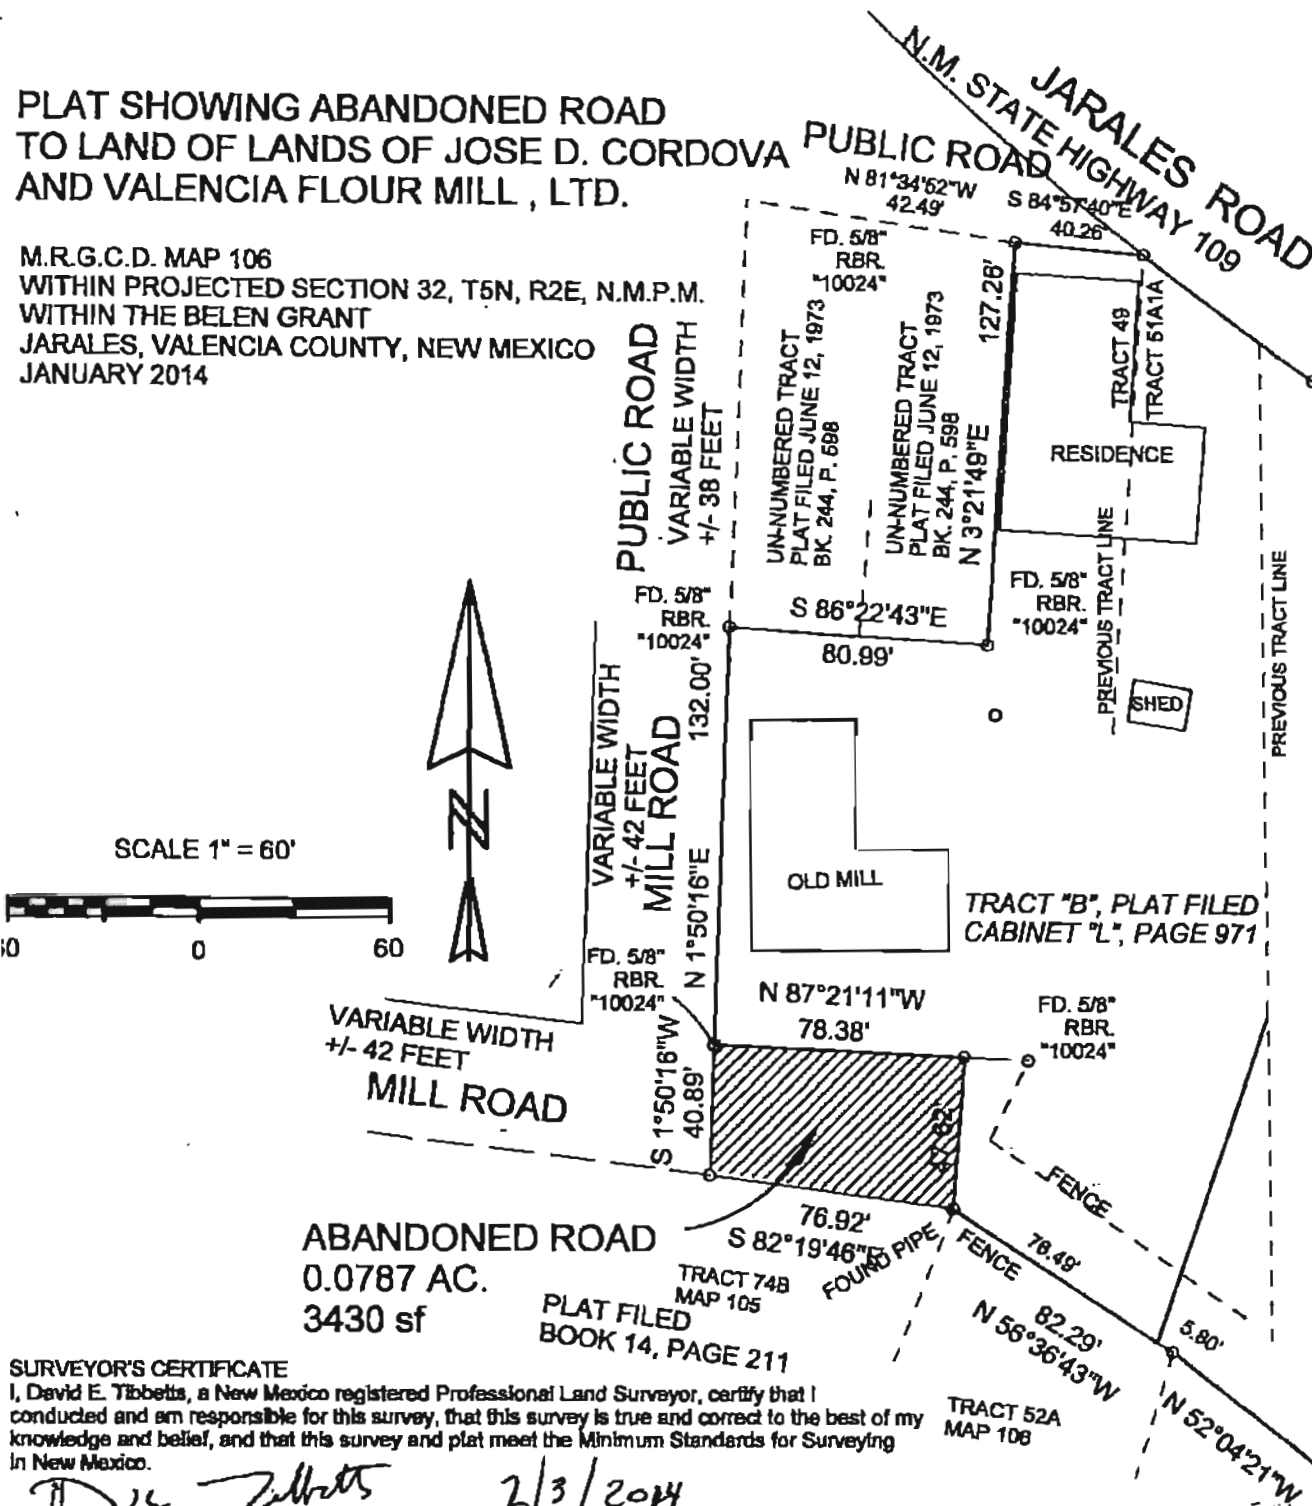 PLAT SHOWING ABANDONED ROAD
TO LAND OF LANDS OF JOSE D. CORDOVA
AND VALENCIA FLOUR MILL , LTD.
M.R.G.C.D. MAP 106
WITHIN PROJECTED SECTION 32, T5N, R2E, N.M.P.M.
WITHIN THE BELEN GRANT
JARALES, VALENCIA COUNTY, NEW MEXICO
JANUARY 2014
JARALES ROAD
N.M. STATE HIGHWAY 109
PUBLIC ROAD
N 81°34'52"W
42.49'
S 84°57'40"E
40.26'
FD. 5/8"
RBR.
"10024"
127.26'
N 3°21'49"E
UN-NUMBERED TRACT
PLAT FILED JUNE 12, 1973
BK. 244, P. 598
UN-NUMBERED TRACT
PLAT FILED JUNE 12, 1973
BK. 244, P. 598
PUBLIC ROAD
VARIABLE WIDTH
+/- 38 FEET
TRACT 49
TRACT 51A1A
RESIDENCE
PREVIOUS TRACT LINE
PREVIOUS TRACT LINE
FD. 5/8"
RBR.
"10024"
FD. 5/8"
RBR.
"10024"
S 86°22'43"E
80.99'
SHED
132.00'
N 1°50'16"E
VARIABLE WIDTH
+/- 42 FEET
MILL ROAD
OLD MILL
N
SCALE 1" = 60'
0
60
TRACT "B", PLAT FILED
CABINET "L", PAGE 971
FD. 5/8"
RBR.
"10024"
N 87°21'11"W
78.38'
FD. 5/8"
RBR.
"10024"
VARIABLE WIDTH
+/- 42 FEET
MILL ROAD
S 1°50'16"W
40.89'
FENCE
76.92'
S 82°19'46"E
FOUND PIPE
FENCE
76.49'
82.29'
N 56°36'43"W
5.80'
N 52°04'21"W
ABANDONED ROAD
0.0787 AC.
3430 sf
TRACT 74B
MAP 105
PLAT FILED
BOOK 14, PAGE 211
TRACT 52A
MAP 106
SURVEYOR'S CERTIFICATE
I, David E. Tibbetts, a New Mexico registered Professional Land Surveyor, certify that I
conducted and am responsible for this survey, that this survey is true and correct to the best of my
knowledge and belief, and that this survey and plat meet the Minimum Standards for Surveying
in New Mexico.
2/3/2014